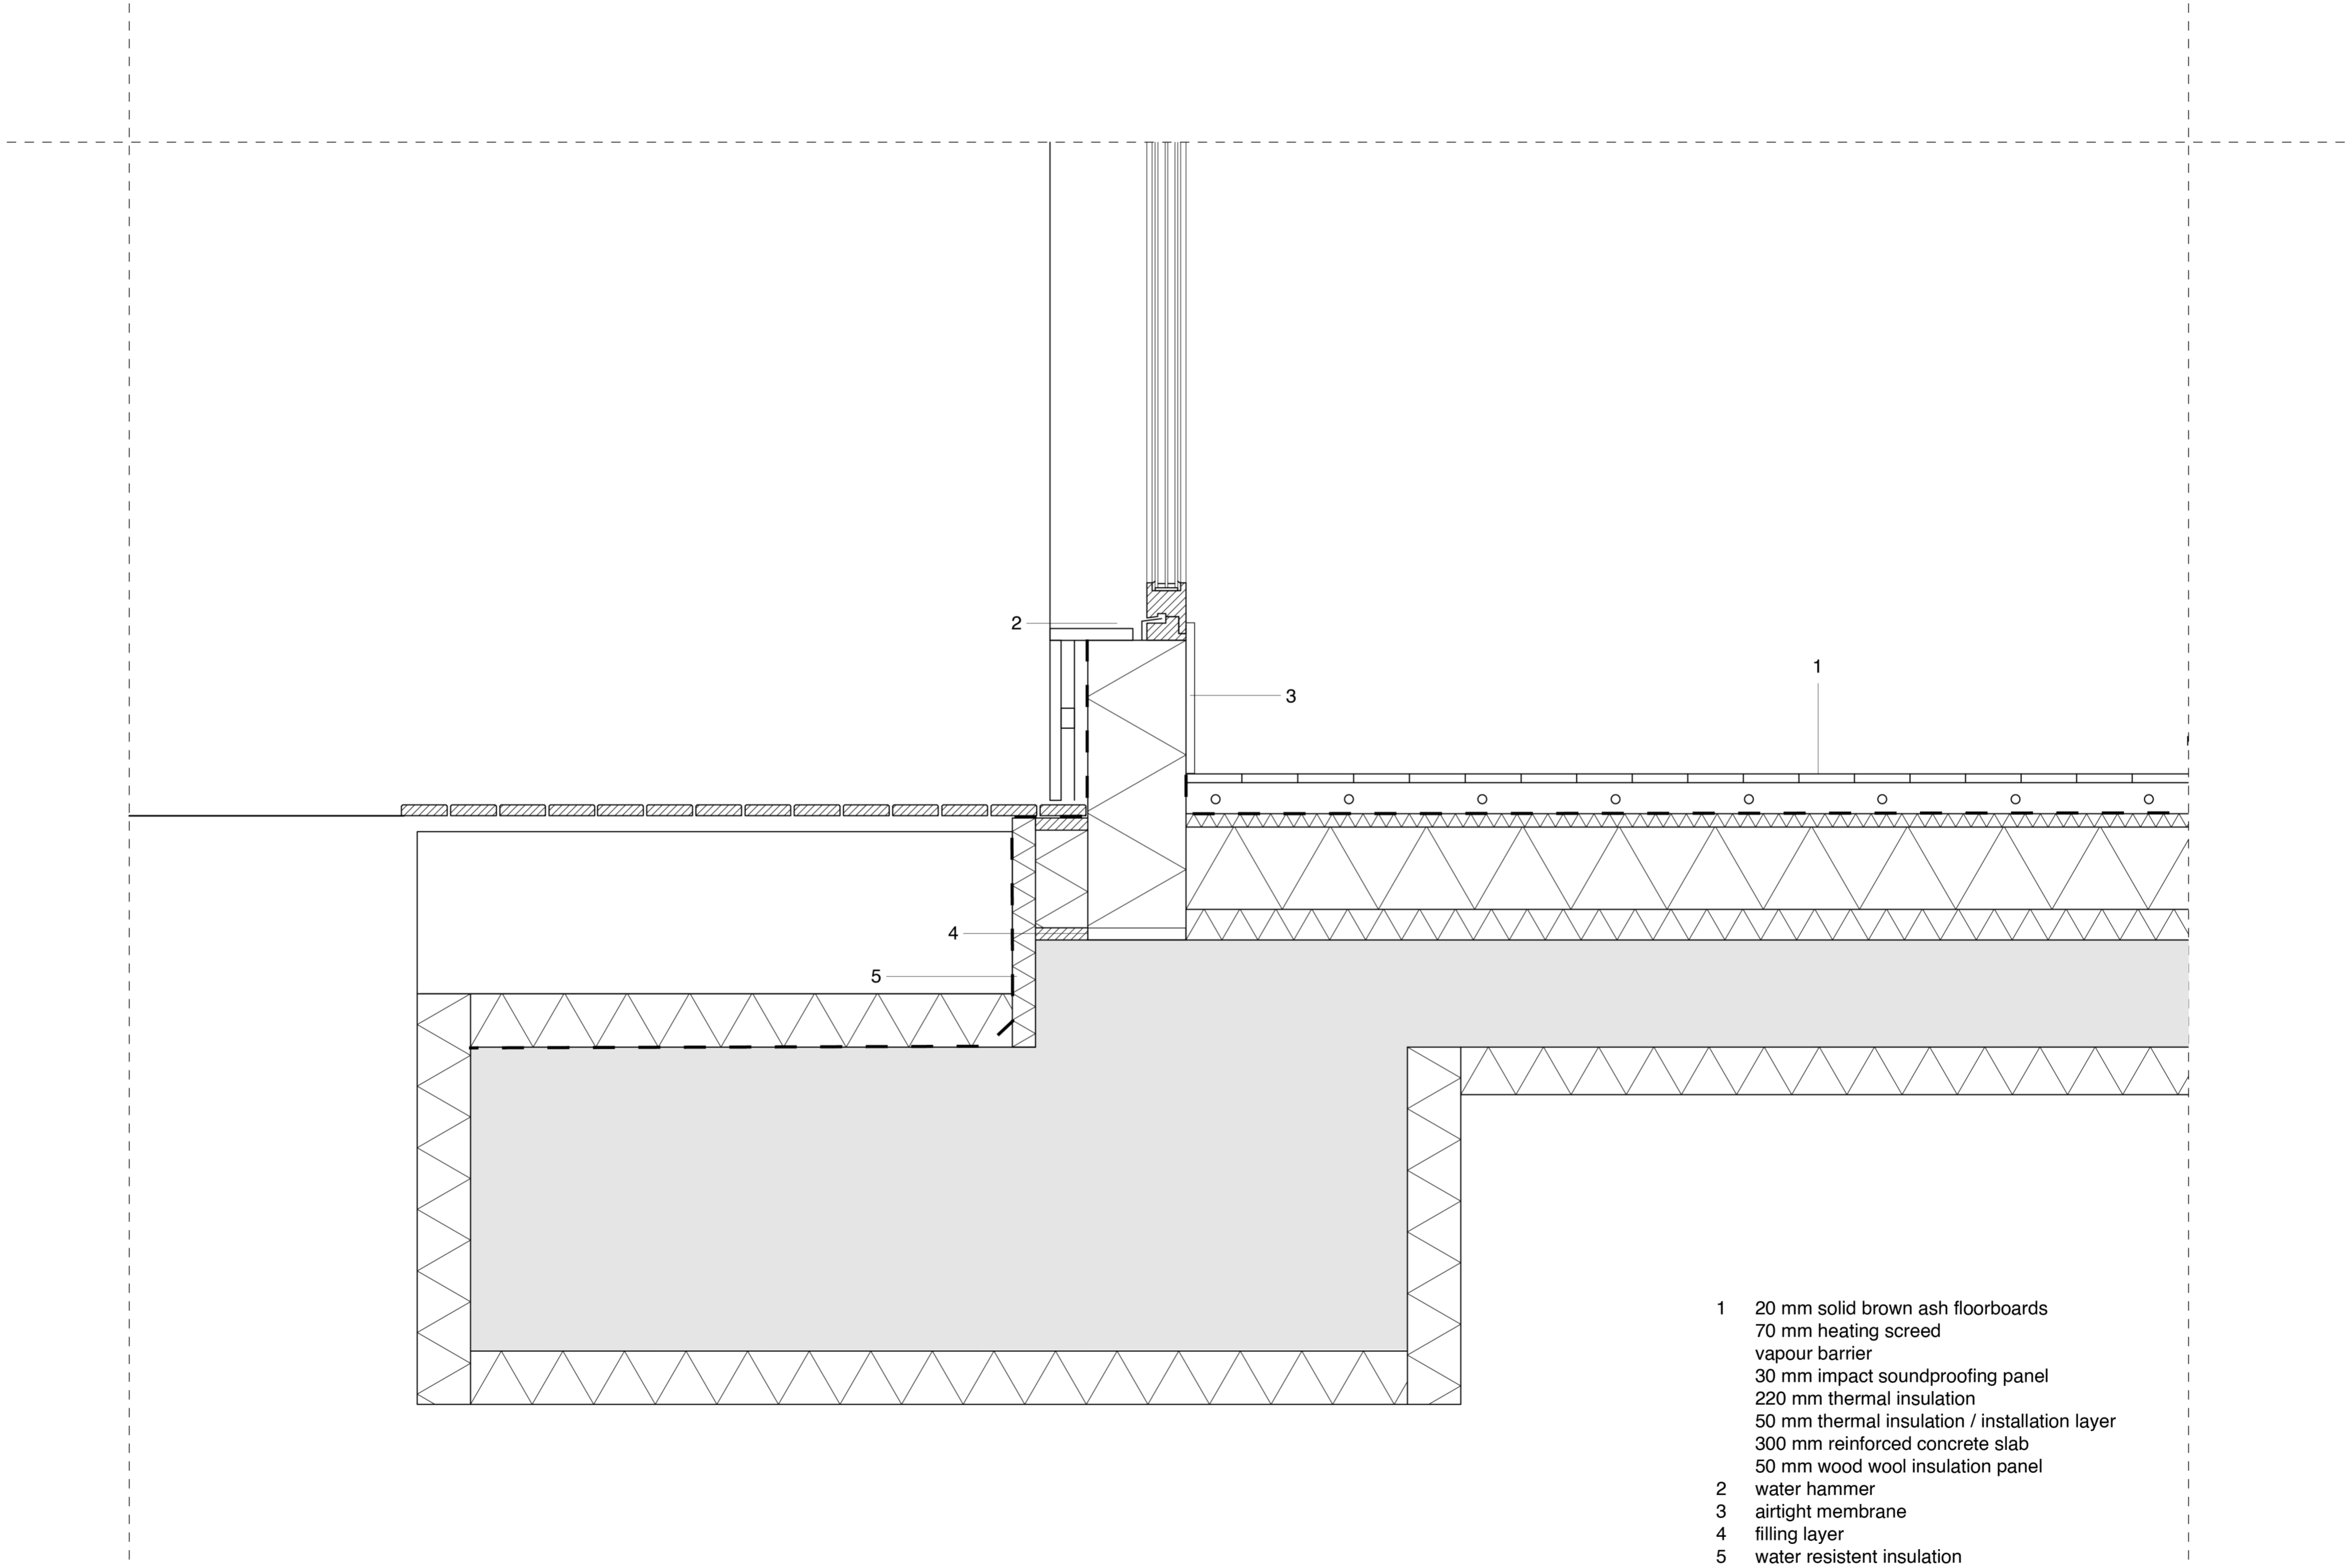 2
3
1
4
5
1 20 mm solid brown ash floorboards
70 mm heating screed
vapour barrier
30 mm impact soundproofing panel
220 mm thermal insulation
50 mm thermal insulation / installation layer
300 mm reinforced concrete slab
50 mm wood wool insulation panel
2 water hammer
3 airtight membrane
4 filling layer
5 water resistent insulation